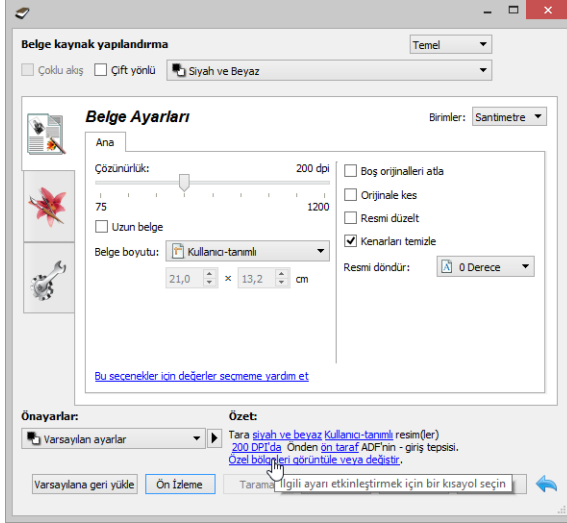 Belge kaynak yapılandırma
Temel
Çoklu akış
Çift yönlü
Siyah ve Beyaz
Belge Ayarları
Birimler: Santimetre
Ana
Çözünürlük: 200 dpi
75 1200
Uzun belge
Belge boyutu: Kullanıcı-tanımlı
21,0 × 13,2 cm
Boş orijinalleri atla
Orijinale kes
Resmi düzelt
Kenarları temizle
Resmi döndür: 0 Derece
Bu seçenekler için değerler seçmeme yardım et
Önayarlar:
Varsayılan ayarlar
Özet:
Tara siyah ve beyaz Kullanıcı-tanımlı resim(ler)
200 DPI'da Önden ön taraf ADF'nin - giriş tepsisi.
Özel bölgeleri görüntüle veya değiştir.
Varsayılana geri yükle
Ön İzleme
İlgili ayarı etkinleştirmek için bir kısayol seçin